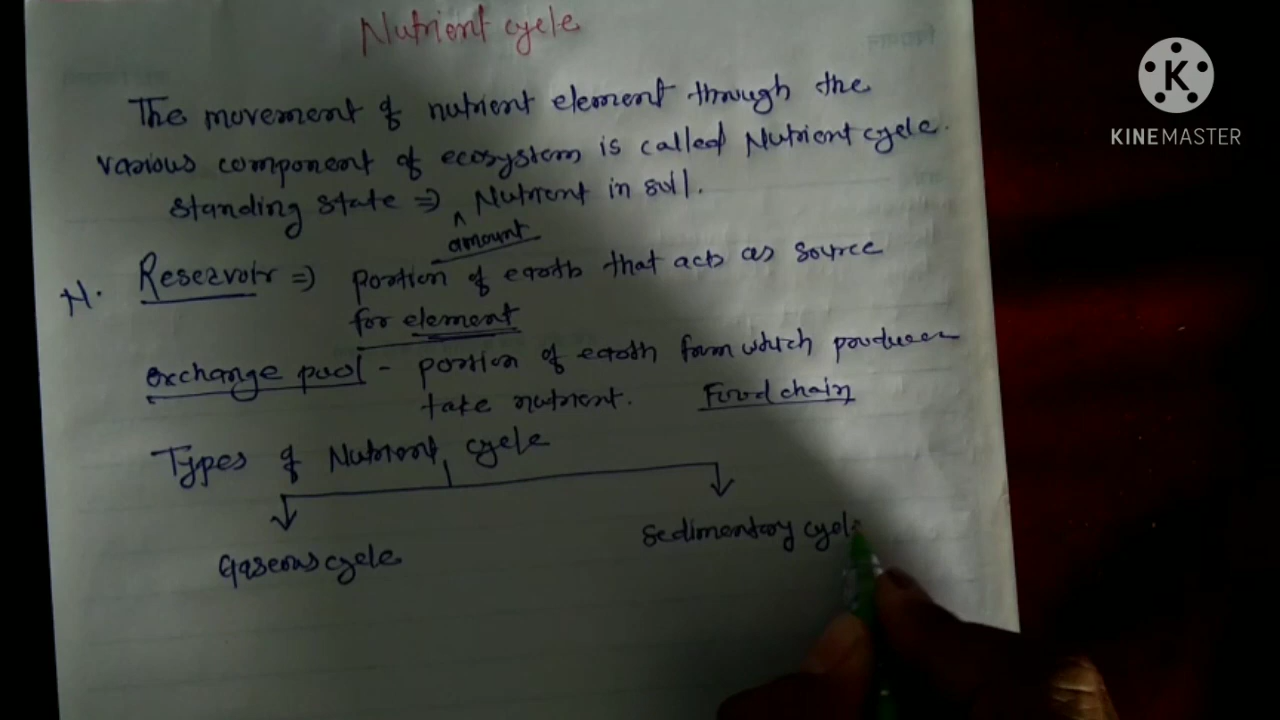 Nutrient cycle
The movement of nutrient element through the
various component of ecosystem is called Nutrient cycle.
standing state ⇒ ^ Nutrient in soil.
amount
N. Reservoir ⇒ portion of earth that acts as source
for element
exchange pool - portion of earth from which producer
take nutrient. Food chain
Types of Nutrient cycle
Gaseous cycle
sedimentary cycle
K
KINEMASTER